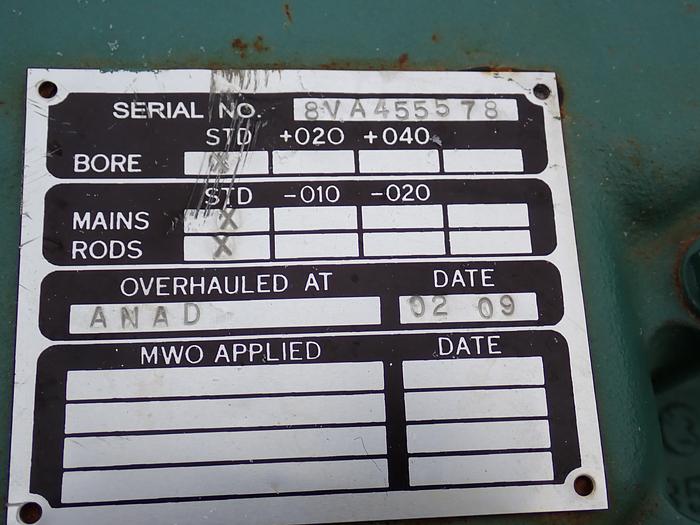 SERIAL NO. 8VA455578
STD +020 +040
BORE X
STD -010 -020
MAINS X
RODS X
OVERHAULED AT DATE
ANAD 02 09
MWO APPLIED DATE